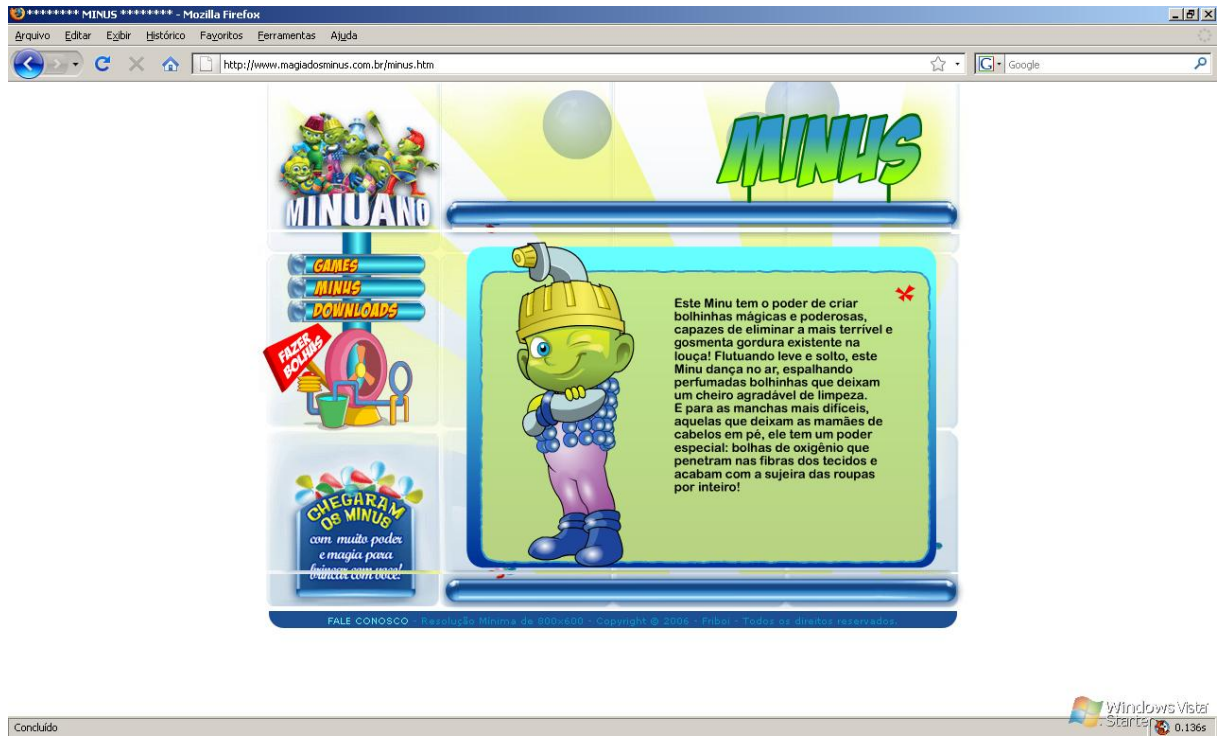 ******** MINUS ******** - Mozilla Firefox
Arquivo Editar Exibir Histórico Favoritos Ferramentas Ajuda
http://www.magiadosminus.com.br/minus.htm
G Google
MINUANO
MINUS
GAMES
MINUS
DOWNLOADS
FAZER
BOLHAS
Este Minu tem o poder de criar
bolhinhas mágicas e poderosas,
capazes de eliminar a mais terrível e
gosmenta gordura existente na
louça! Flutuando leve e solto, este
Minu dança no ar, espalhando
perfumadas bolhinhas que deixam
um cheiro agradável de limpeza.
E para as manchas mais difíceis,
aquelas que deixam as mamães de
cabelos em pé, ele tem um poder
especial: bolhas de oxigênio que
penetram nas fibras dos tecidos e
acabam com a sujeira das roupas
por inteiro!
CHEGARAM
OS MINUS
com muito poder
e magia para
brincar com você!
FALE CONOSCO - Resolução Mínima de 800x600 - Copyright © 2006 - Friboi - Todos os direitos reservados.
Windows Vista
Starter
Concluído
0.136s